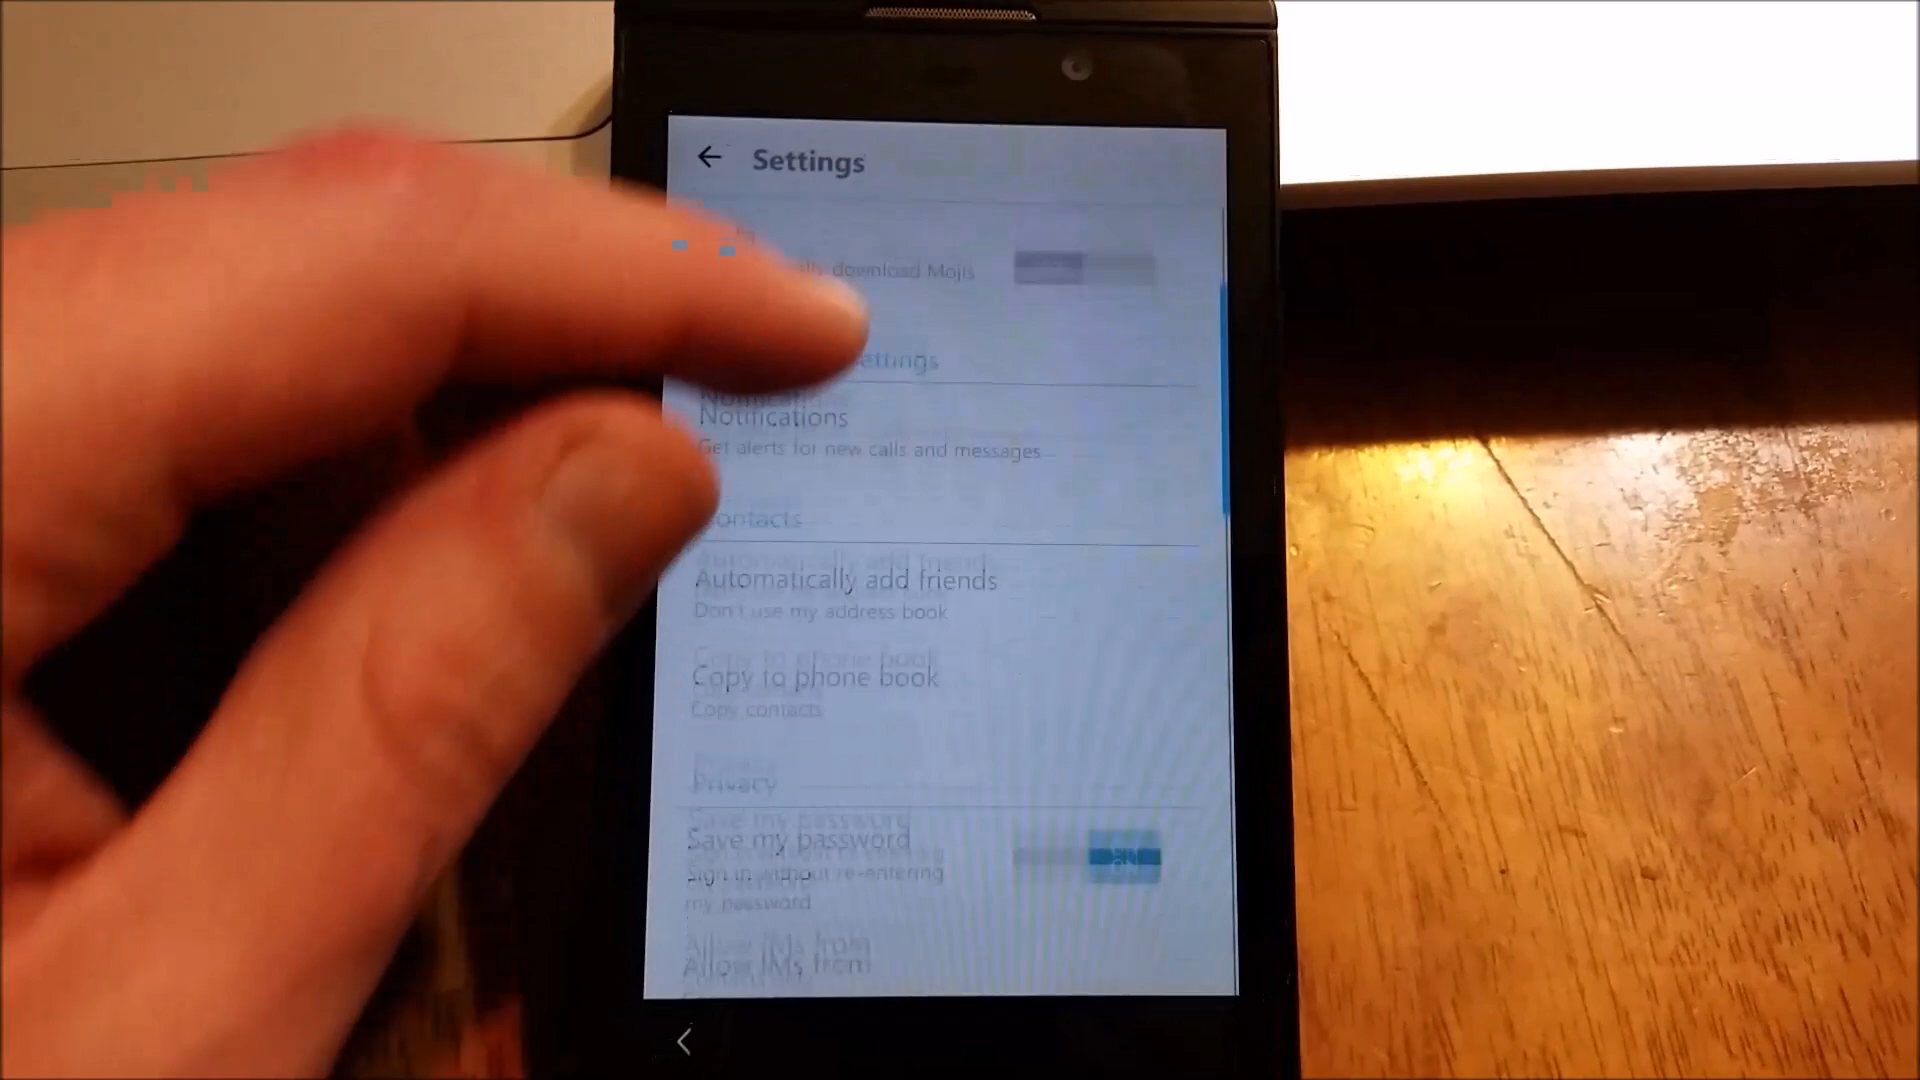 Settings
download Mojis
ettings
Notifications
Get alerts for new calls and messages
ontacts
Automatically add friends
Don't use my address book
Copy to phone book
Copy contacts
Privacy
Save my password
Sign in without re-entering
my password
Allow IMs from